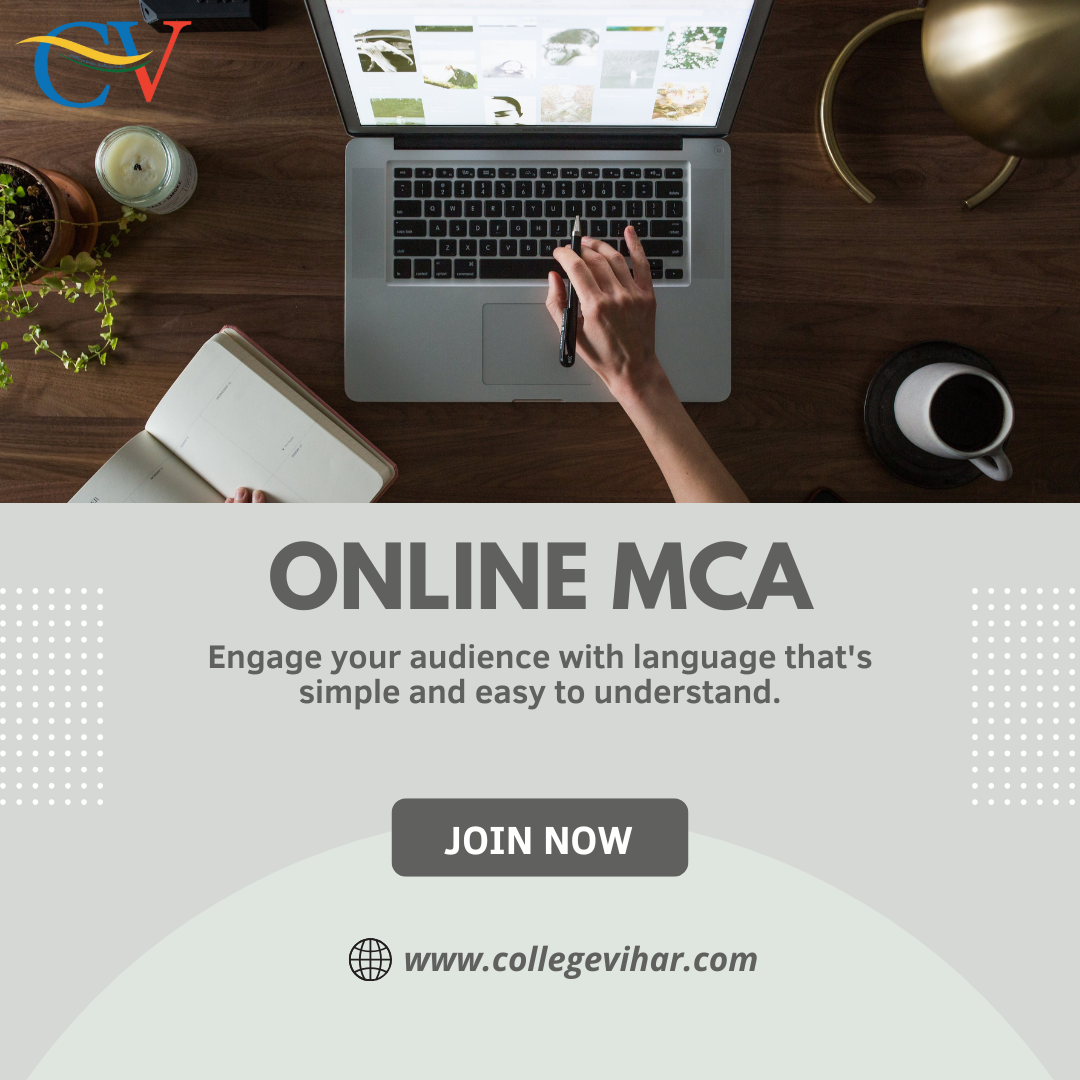 CV
ONLINE MCA
Engage your audience with language that's
simple and easy to understand.
JOIN NOW
www.collegevihar.com